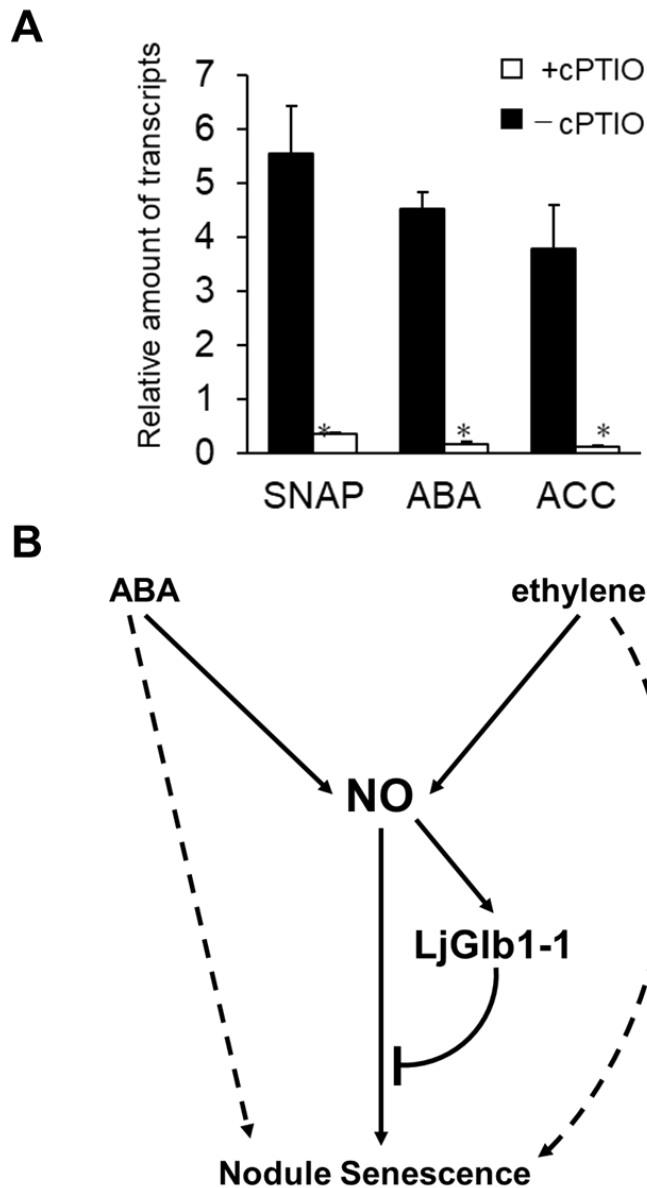 A
Relative amount of transcripts
7
6
5
4
3
2
1
0
+cPTIO
−cPTIO
*
*
*
SNAP ABA ACC
B
ABA ethylene
NO
LjGlb1-1
Nodule Senescence